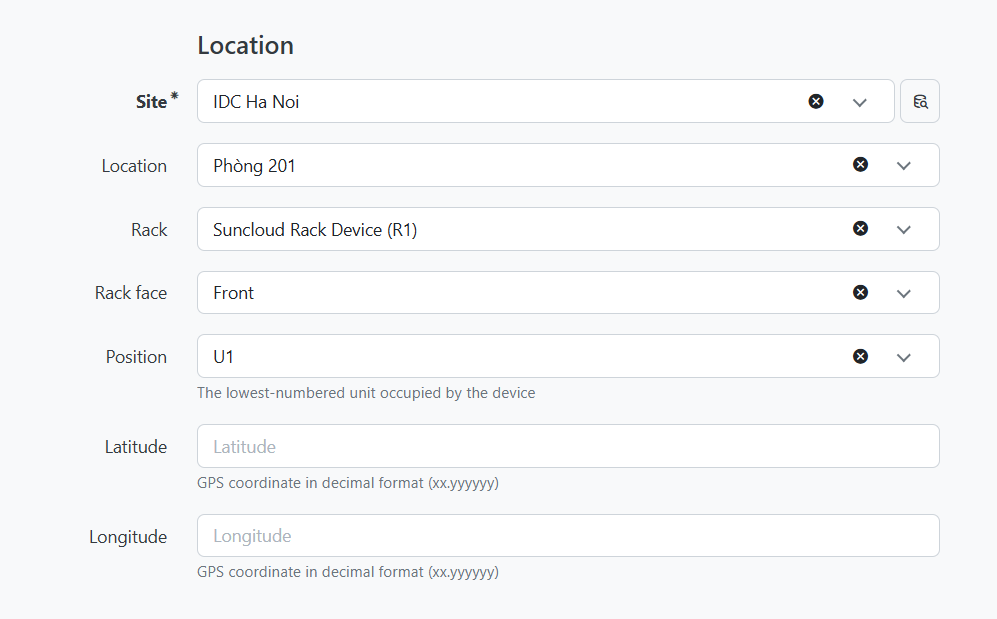 Location
Site * IDC Ha Noi
Location Phòng 201
Rack Suncloud Rack Device (R1)
Rack face Front
Position U1
The lowest-numbered unit occupied by the device
Latitude Latitude
GPS coordinate in decimal format (xx.yyyyyy)
Longitude Longitude
GPS coordinate in decimal format (xx.yyyyyy)